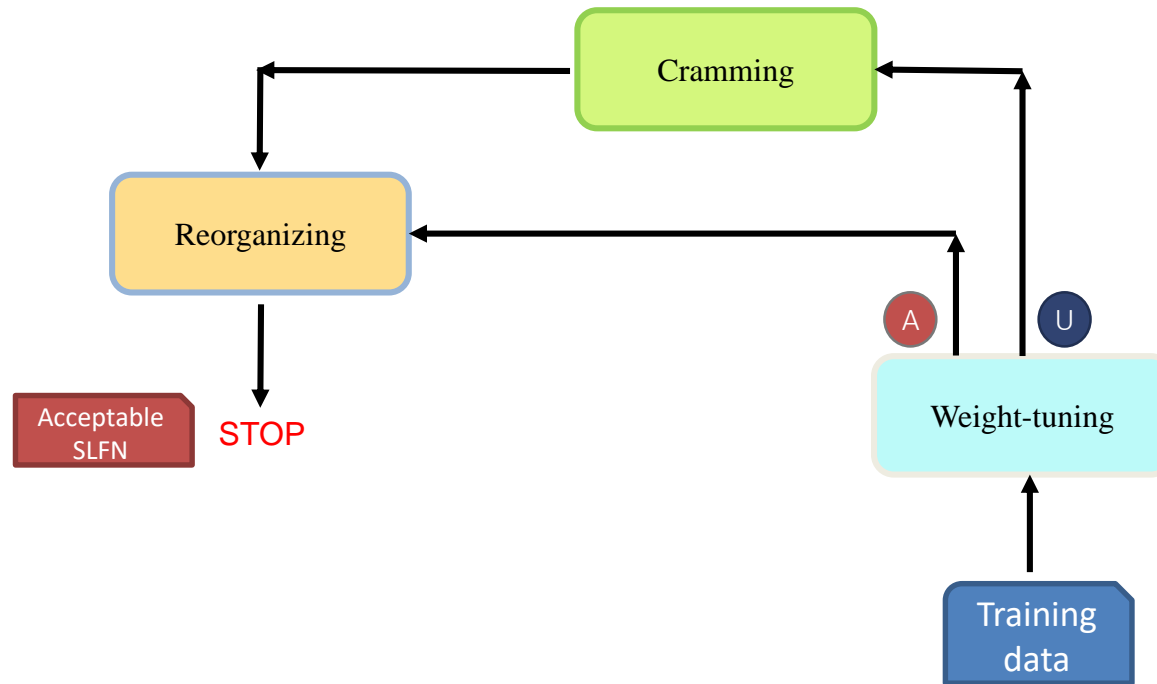 Cramming
Reorganizing
A
U
Acceptable
SLFN
STOP
Weight-tuning
Training
data